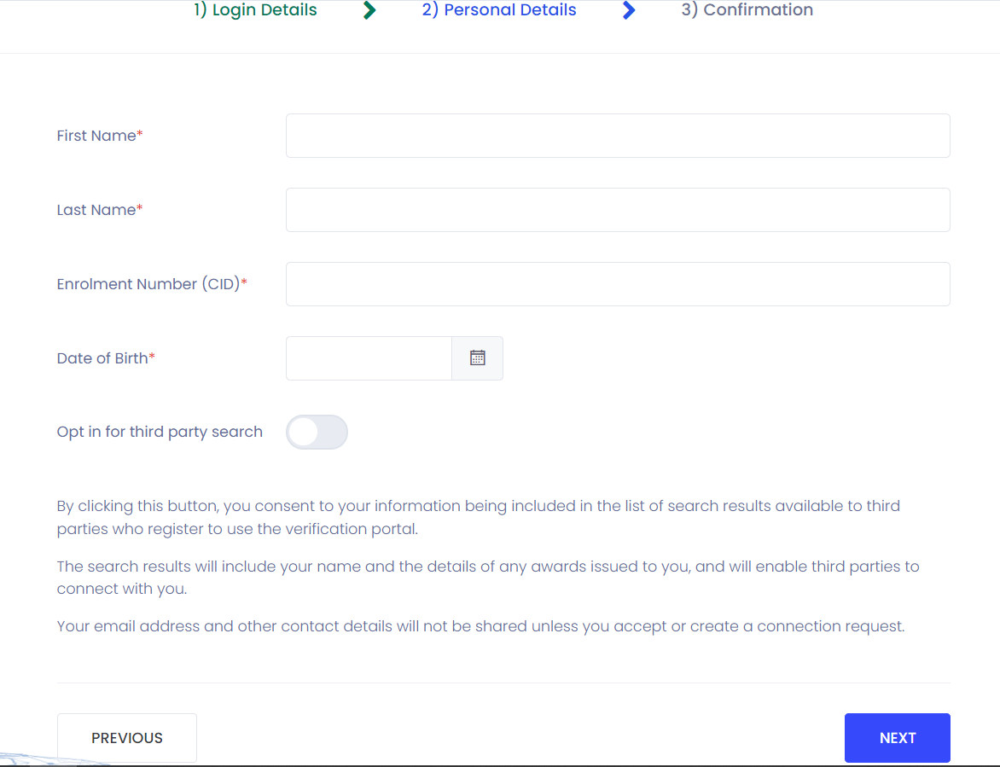 1) Login Details 2) Personal Details 3) Confirmation
First Name*
Last Name*
Enrolment Number (CID)*
Date of Birth*
Opt in for third party search
By clicking this button, you consent to your information being included in the list of search results available to third
parties who register to use the verification portal.
The search results will include your name and the details of any awards issued to you, and will enable third parties to
connect with you.
Your email address and other contact details will not be shared unless you accept or create a connection request.
PREVIOUS NEXT